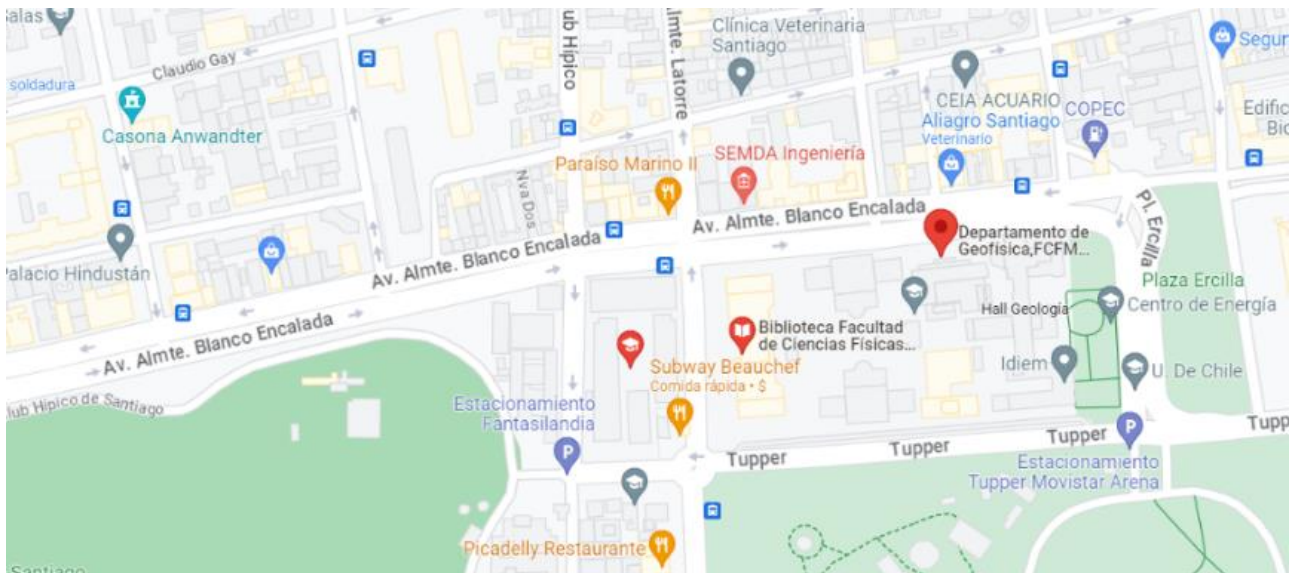 alas
Claudio Gay
soldadura
Casona Anwandter
ub Hípico
Almte. Latorre
Clínica Veterinaria
Santiago
Segur
CEIA ACUARIO
Aliagro Santiago
Veterinario
COPEC
Edific
Bio
Paraíso Marino II
SEMDA Ingeniería
Nva Dos
Av. Almte. Blanco Encalada
Av. Almte. Blanco Encalada
Pl. Ercilla
Palacio Hindustán
Departamento de
Geofísica,FCFM...
Plaza Ercilla
Centro de Energía
Hall Geología
Av. Almte. Blanco Encalada
Biblioteca Facultad
de Ciencias Físicas...
Subway Beauchef
Comida rápida • $
Idiem
U. De Chile
lub Hípico de Santiago
Estacionamiento
Fantasilandia
P
Tupper
Tupper
Tupper
Tupp
P
Estacionamiento
Tupper Movistar Arena
Picadelly Restaurante
Santiago